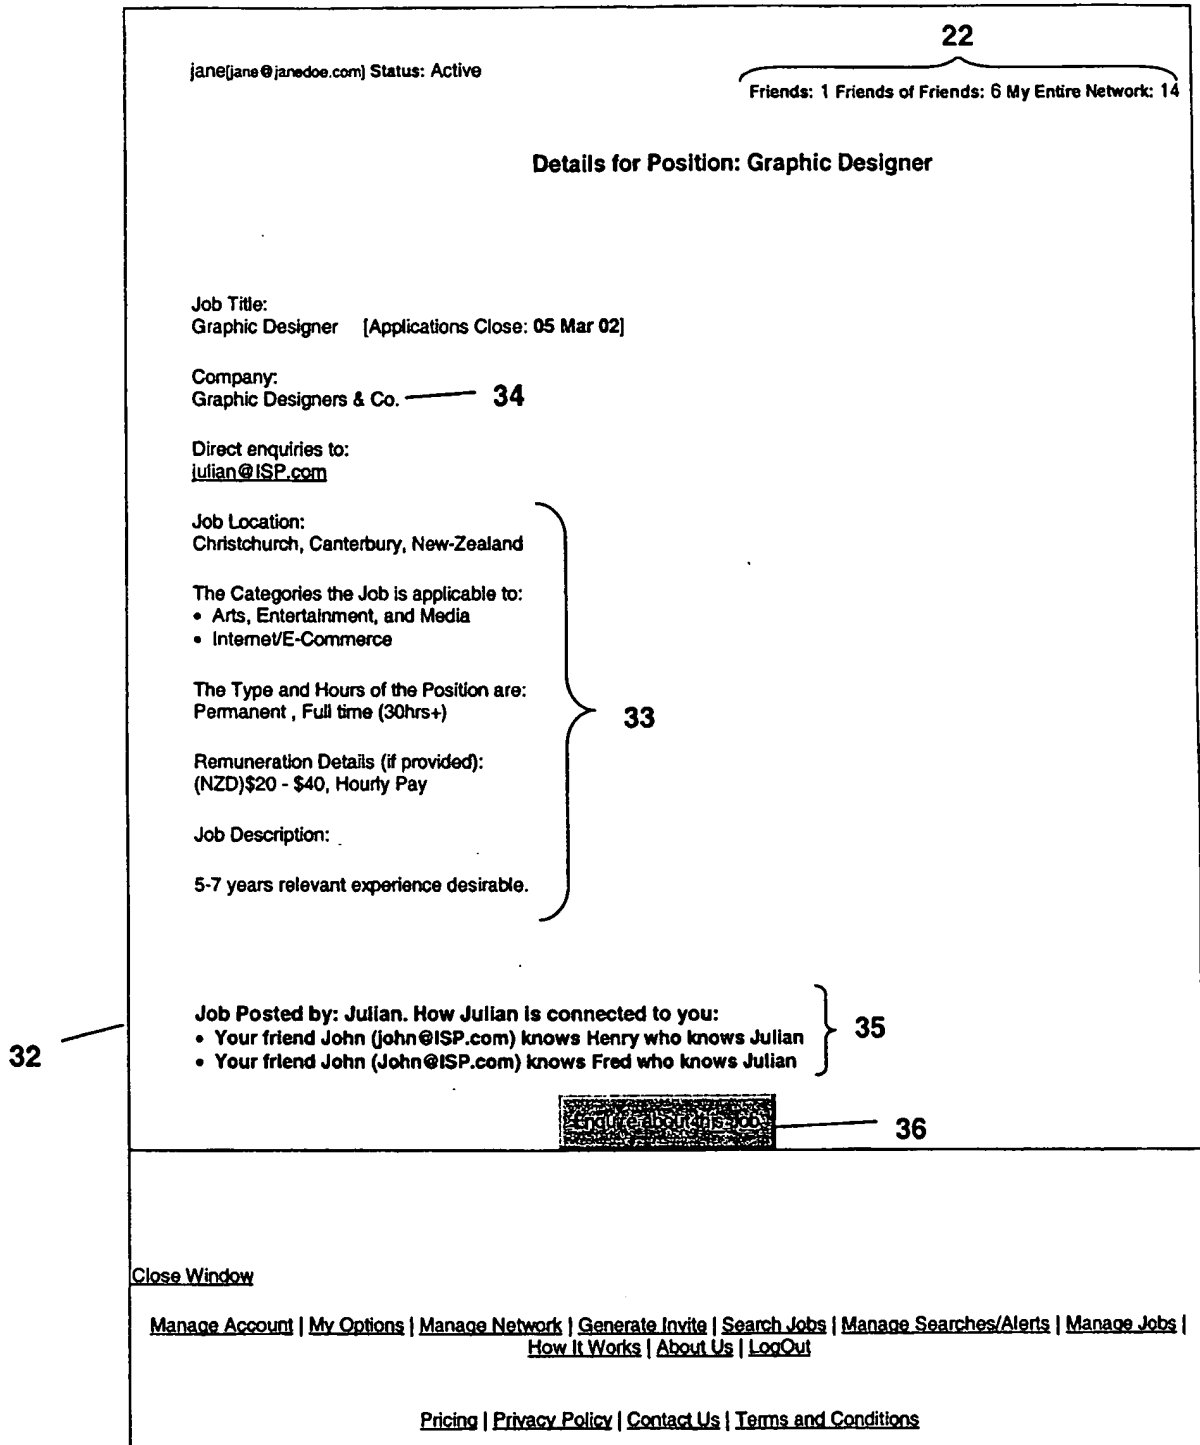 22
jane[jane@janedoe.com] Status: Active
Friends: 1 Friends of Friends: 6 My Entire Network: 14
Details for Position: Graphic Designer
Job Title:
Graphic Designer [Applications Close: 05 Mar 02]
Company:
Graphic Designers & Co.
34
Direct enquiries to:
julian@ISP.com
Job Location:
Christchurch, Canterbury, New-Zealand
The Categories the Job is applicable to:
• Arts, Entertainment, and Media
• Internet/E-Commerce
The Type and Hours of the Position are:
Permanent , Full time (30hrs+)
33
Remuneration Details (if provided):
(NZD)$20 - $40, Hourly Pay
Job Description:
5-7 years relevant experience desirable.
Job Posted by: Julian. How Julian is connected to you:
• Your friend John (john@ISP.com) knows Henry who knows Julian
• Your friend John (John@ISP.com) knows Fred who knows Julian
35
32
Enquire about this Job
36
Close Window
Manage Account | My Options | Manage Network | Generate Invite | Search Jobs | Manage Searches/Alerts | Manage Jobs |
How It Works | About Us | LogOut
Pricing | Privacy Policy | Contact Us | Terms and Conditions